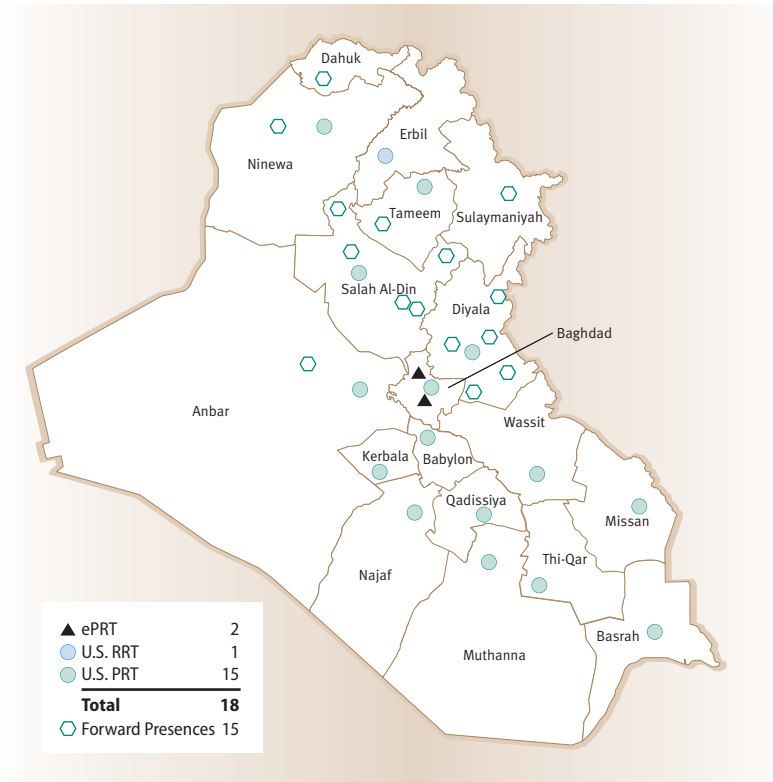 Dahuk
Erbil
Ninewa
Tameem
Sulaymaniyah
Salah Al-Din
Diyala
Baghdad
Anbar
Wassit
Kerbala
Babylon
Qadissiya
Missan
Thi-Qar
Najaf
Basrah
Muthanna
ePRT 2
U.S. RRT 1
U.S. PRT 15
Total 18
Forward Presences 15